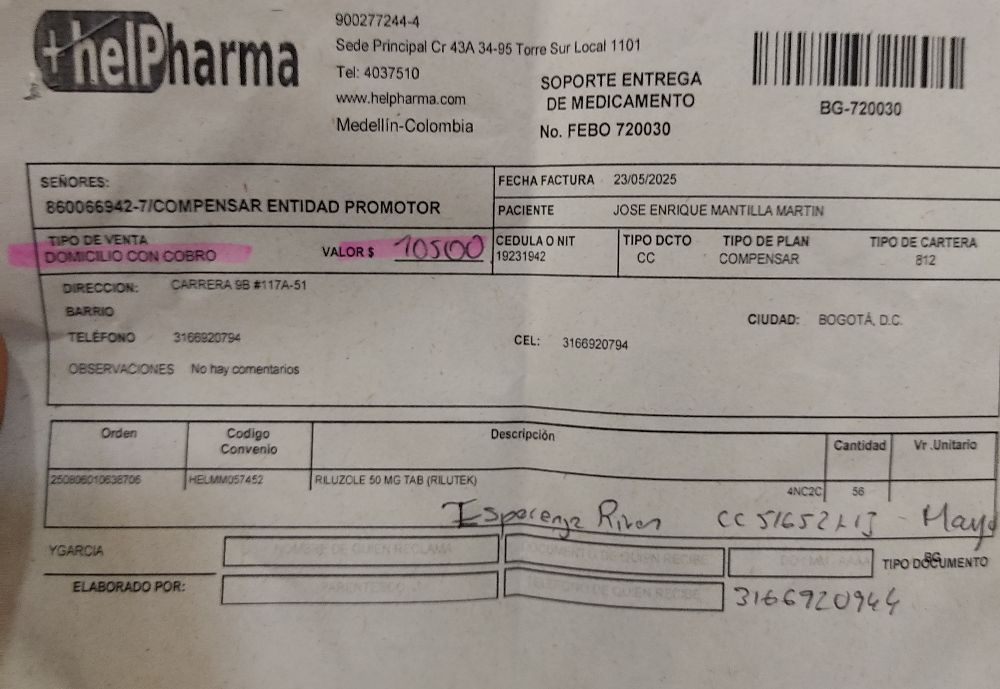 +helPharma
900277244-4
Sede Principal Cr 43A 34-95 Torre Sur Local 1101
Tel: 4037510
www.helpharma.com
Medellín-Colombia
SOPORTE ENTREGA
DE MEDICAMENTO
No. FEBO 720030
BG-720030
SEÑORES:
860066942-7/COMPENSAR ENTIDAD PROMOTOR
FECHA FACTURA 23/05/2025
PACIENTE JOSE ENRIQUE MANTILLA MARTIN
TIPO DE VENTA
DOMICILIO CON COBRO
VALOR $ 10500
CEDULA O NIT
19231942
TIPO DCTO
CC
TIPO DE PLAN
COMPENSAR
TIPO DE CARTERA
812
DIRECCION: CARRERA 9B #117A-51
BARRIO
CIUDAD: BOGOTÁ, D.C.
TELÉFONO 3166920794
CEL: 3166920794
OBSERVACIONES No hay comentarios
Orden Codigo Convenio Descripción Cantidad Vr .Unitario
250806010638706 HELMM057452 RILUZOLE 50 MG TAB (RILUTEK) 4NC2C 56
Esperenza CC Mayo
YGARCIA
NOMBRE DE QUIEN RECLAMA
DOCUMENTO DE QUIEN RECIBE
BG
TIPO DOCUMENTO
ELABORADO POR:
PARENTESCO
TELEFONO DE QUIEN RECIBE
3166920944